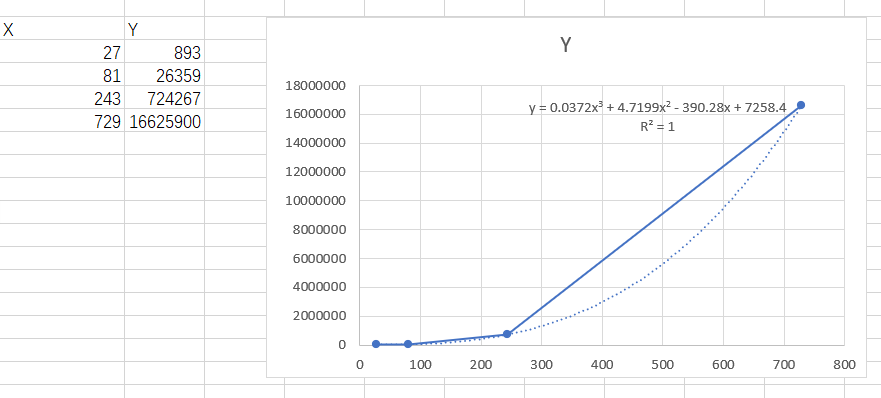 X Y
27 893
81 26359
243 724267
729 16625900
Y
y = 0.0372x³ + 4.7199x² - 390.28x + 7258.4
R² = 1
18000000
16000000
14000000
12000000
10000000
8000000
6000000
4000000
2000000
0
0 100 200 300 400 500 600 700 800